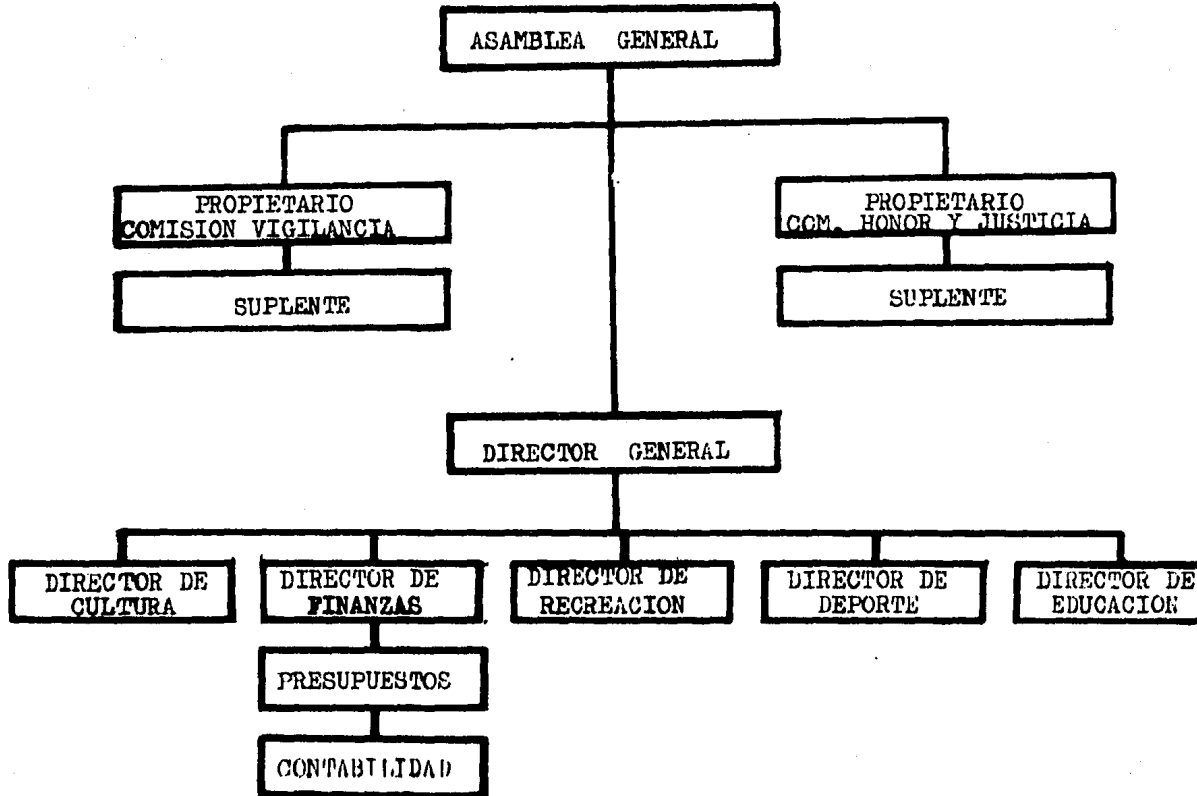 ASAMBLEA GENERAL
PROPIETARIO
COMISION VIGILANCIA
PROPIETARIO
COM. HONOR Y JUSTICIA
SUPLENTE
SUPLENTE
DIRECTOR GENERAL
DIRECTOR DE
CULTURA
DIRECTOR DE
FINANZAS
DIRECTOR DE
RECREACION
DIRECTOR DE
DEPORTE
DIRECTOR DE
EDUCACION
PRESUPUESTOS
CONTABILIDAD